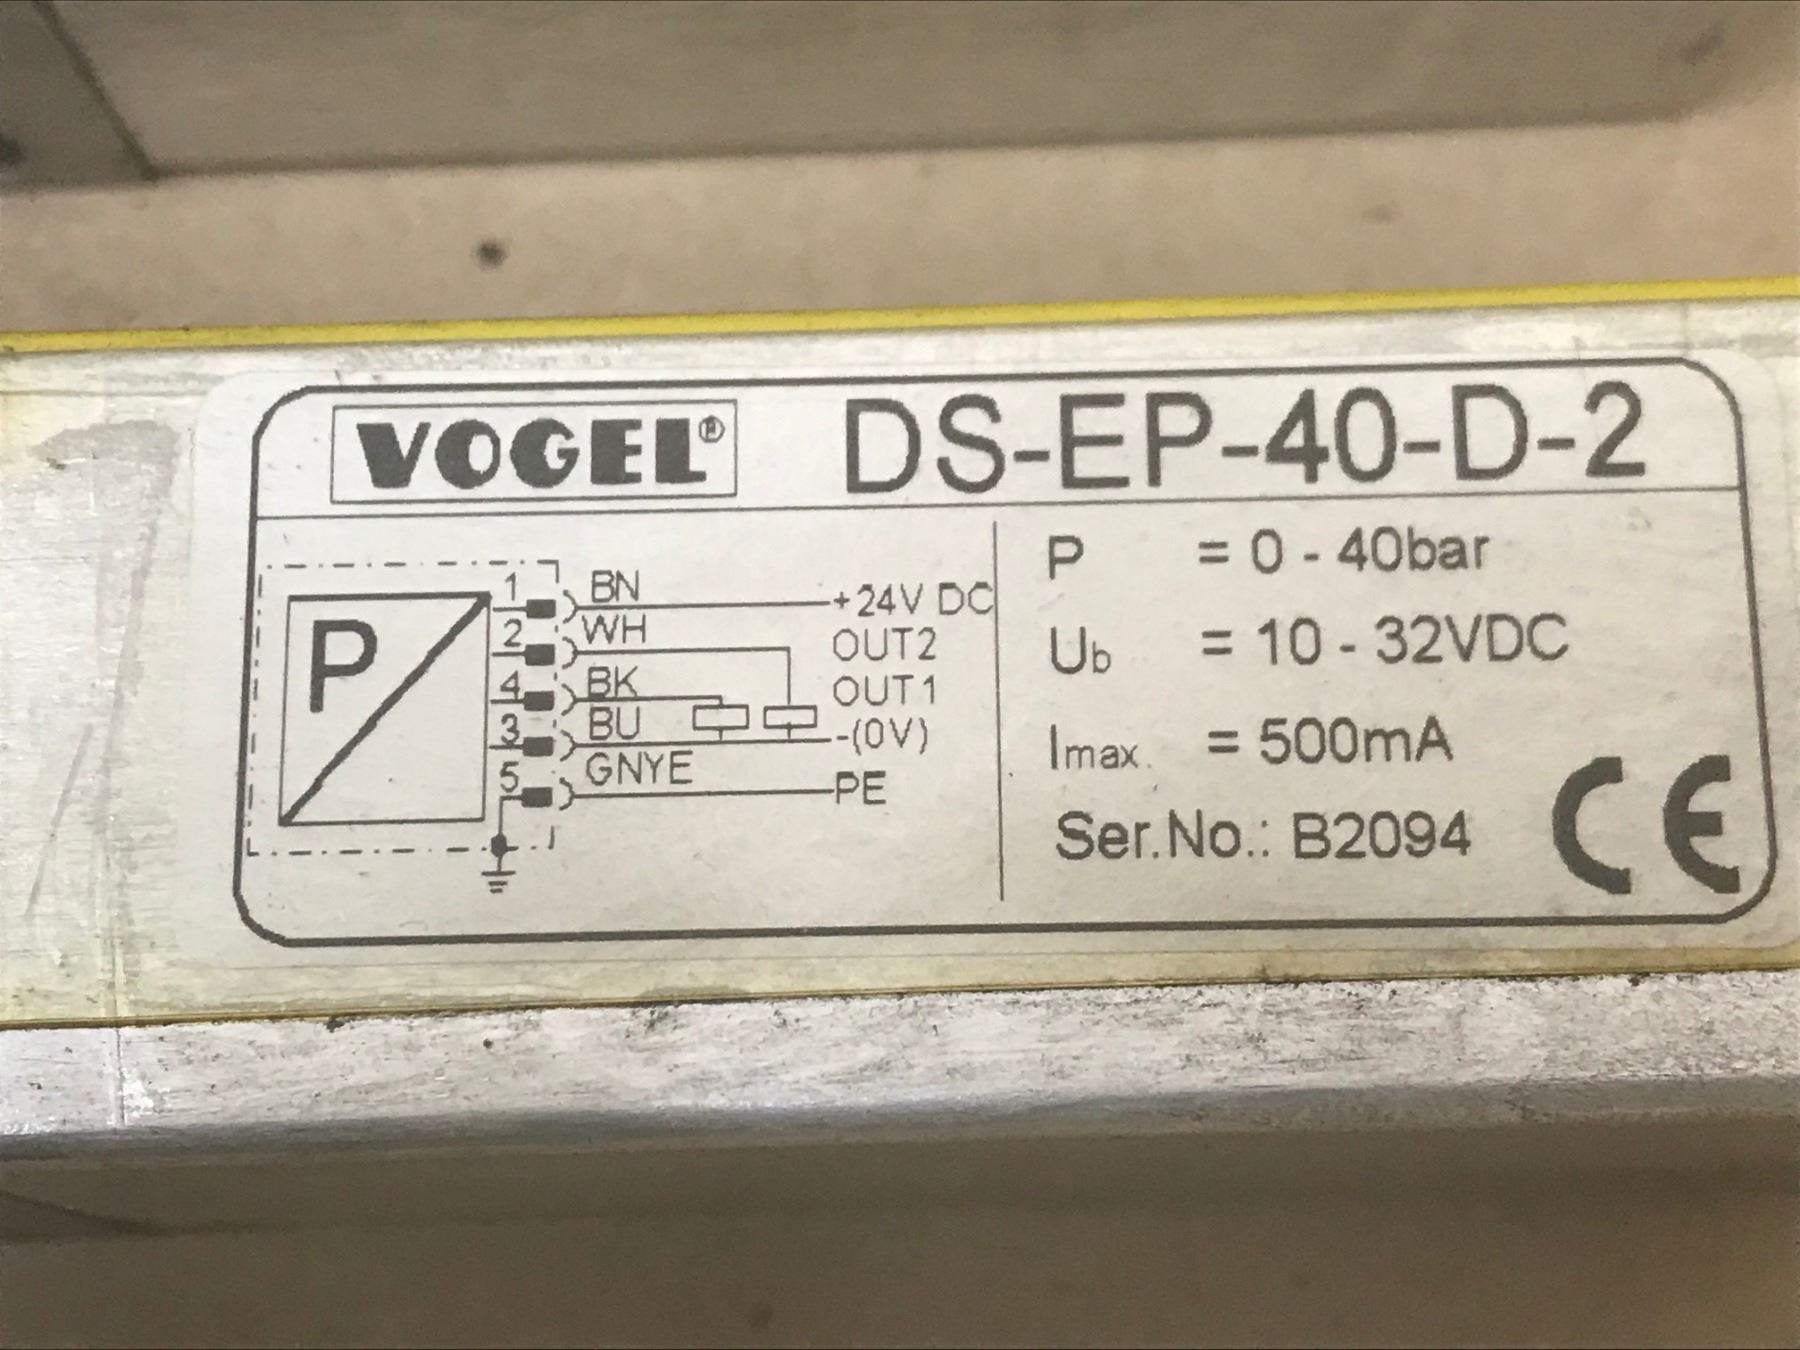 VOGEL® DS-EP-40-D-2
P
1 BN +24V DC
2 WH OUT2
4 BK OUT1
3 BU -(0V)
5 GNYE PE
P = 0 - 40bar
Ub = 10 - 32VDC
Imax. = 500mA
Ser.No.: B2094
CE